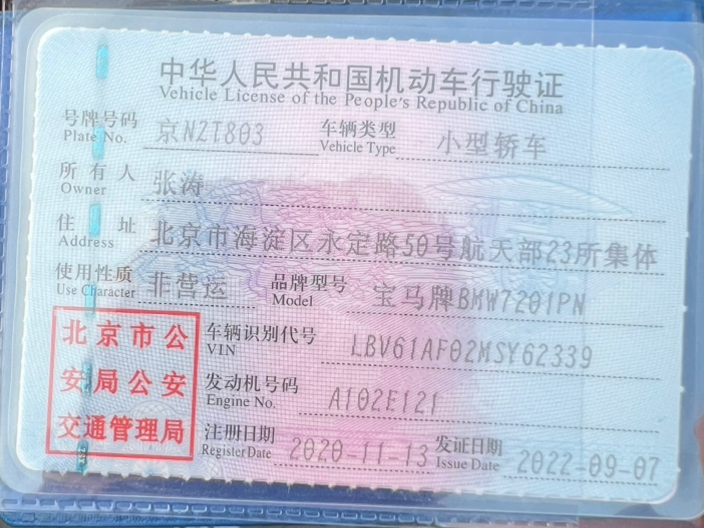 中华人民共和国机动车行驶证
Vehicle License of the People's Republic of China
号牌号码 京N2T803 车辆类型 小型轿车
Plate No. Vehicle Type
所有人 张涛
Owner
住址 北京市海淀区永定路50号航天部23所集体
Address
使用性质 非营运 品牌型号 宝马牌BMW7201PN
Use Character Model
北京市公 车辆识别代号 LBV61AF02MSY62339
VIN
安局公安 发动机号码 A102E121
Engine No.
交通管理局 注册日期 2020-11-13 发证日期 2022-09-07
Register Date Issue Date